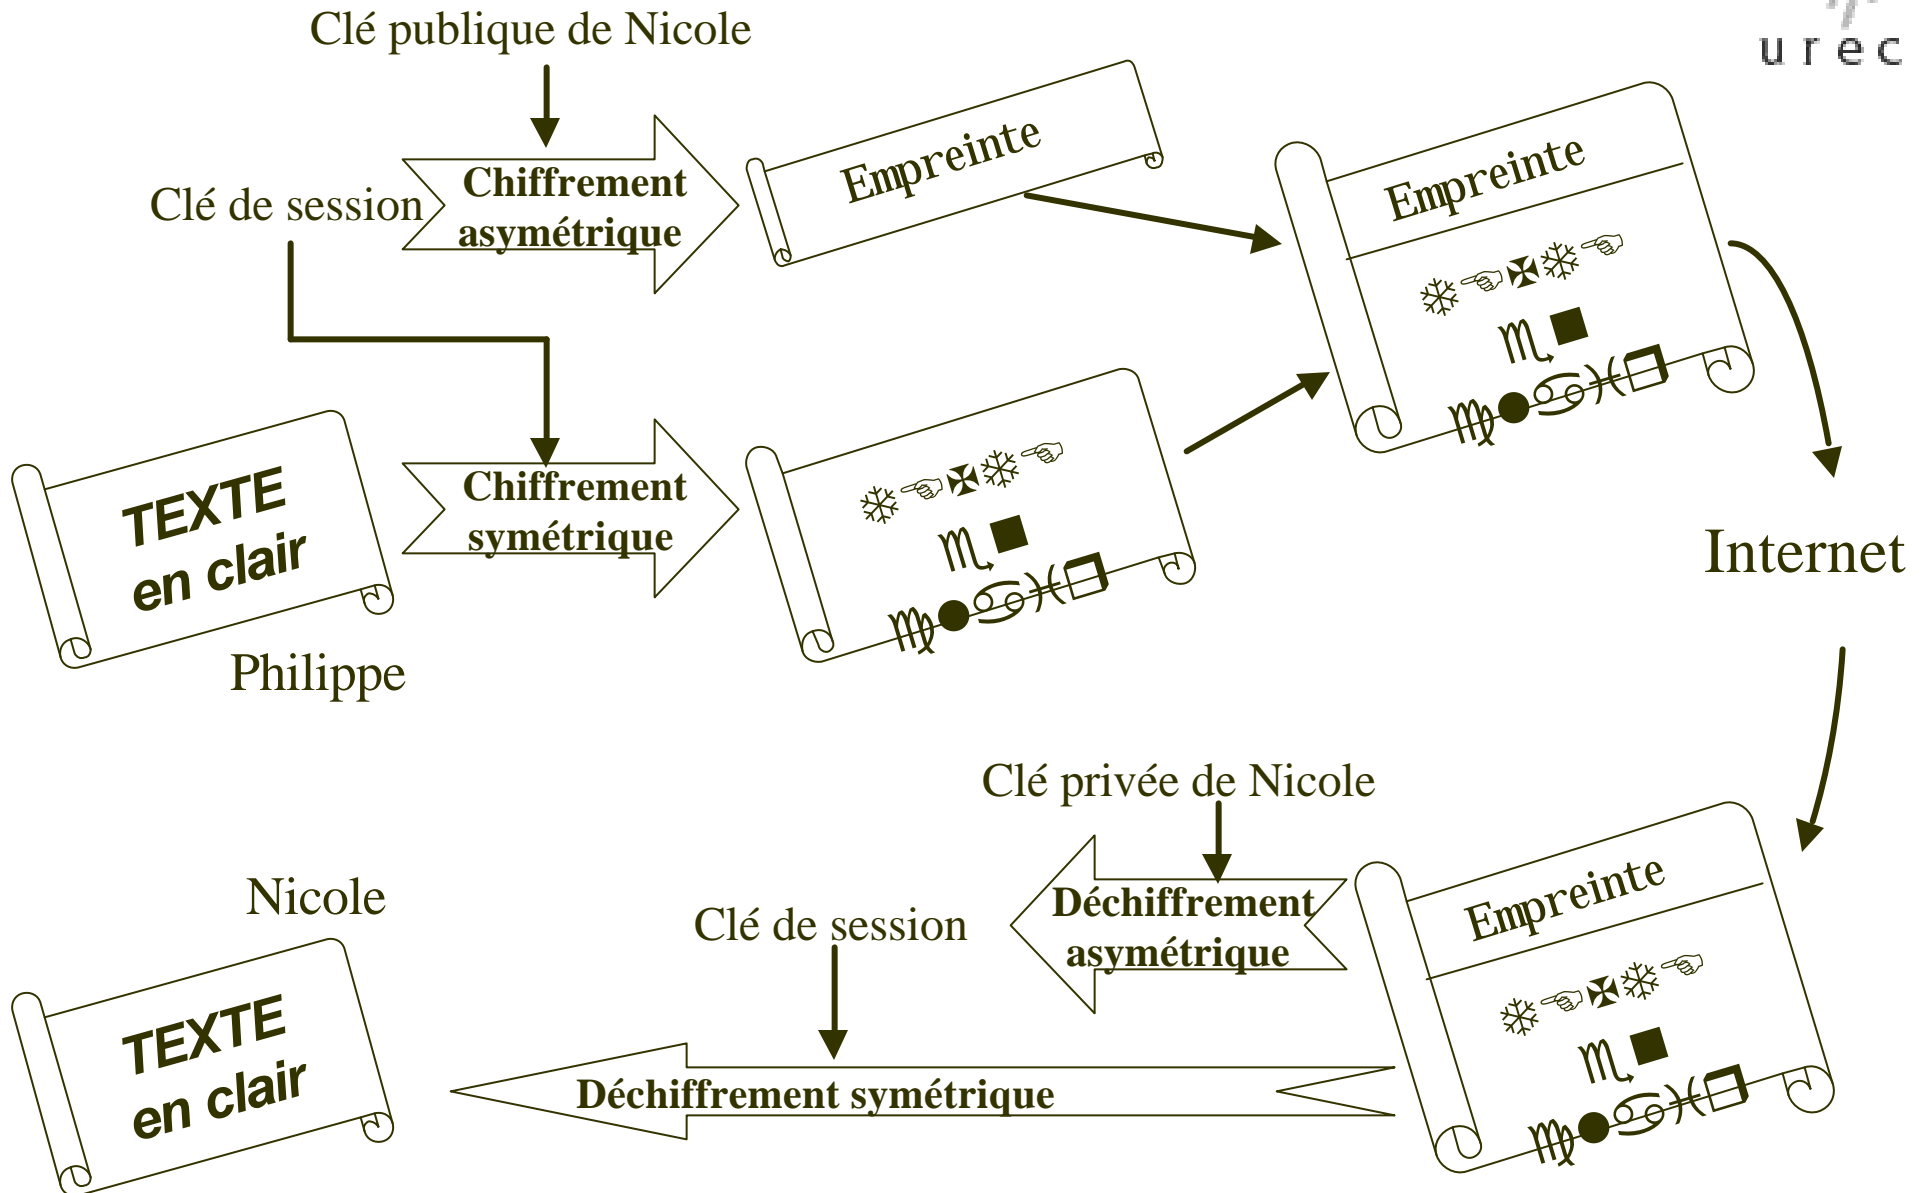 Clé publique de Nicole
urec
Clé de session
Chiffrement
asymétrique
Empreinte
Empreinte
Chiffrement
symétrique
TEXTE
en clair
Philippe
Internet
Clé privée de Nicole
Nicole
Clé de session
Déchiffrement
asymétrique
Empreinte
TEXTE
en clair
Déchiffrement symétrique